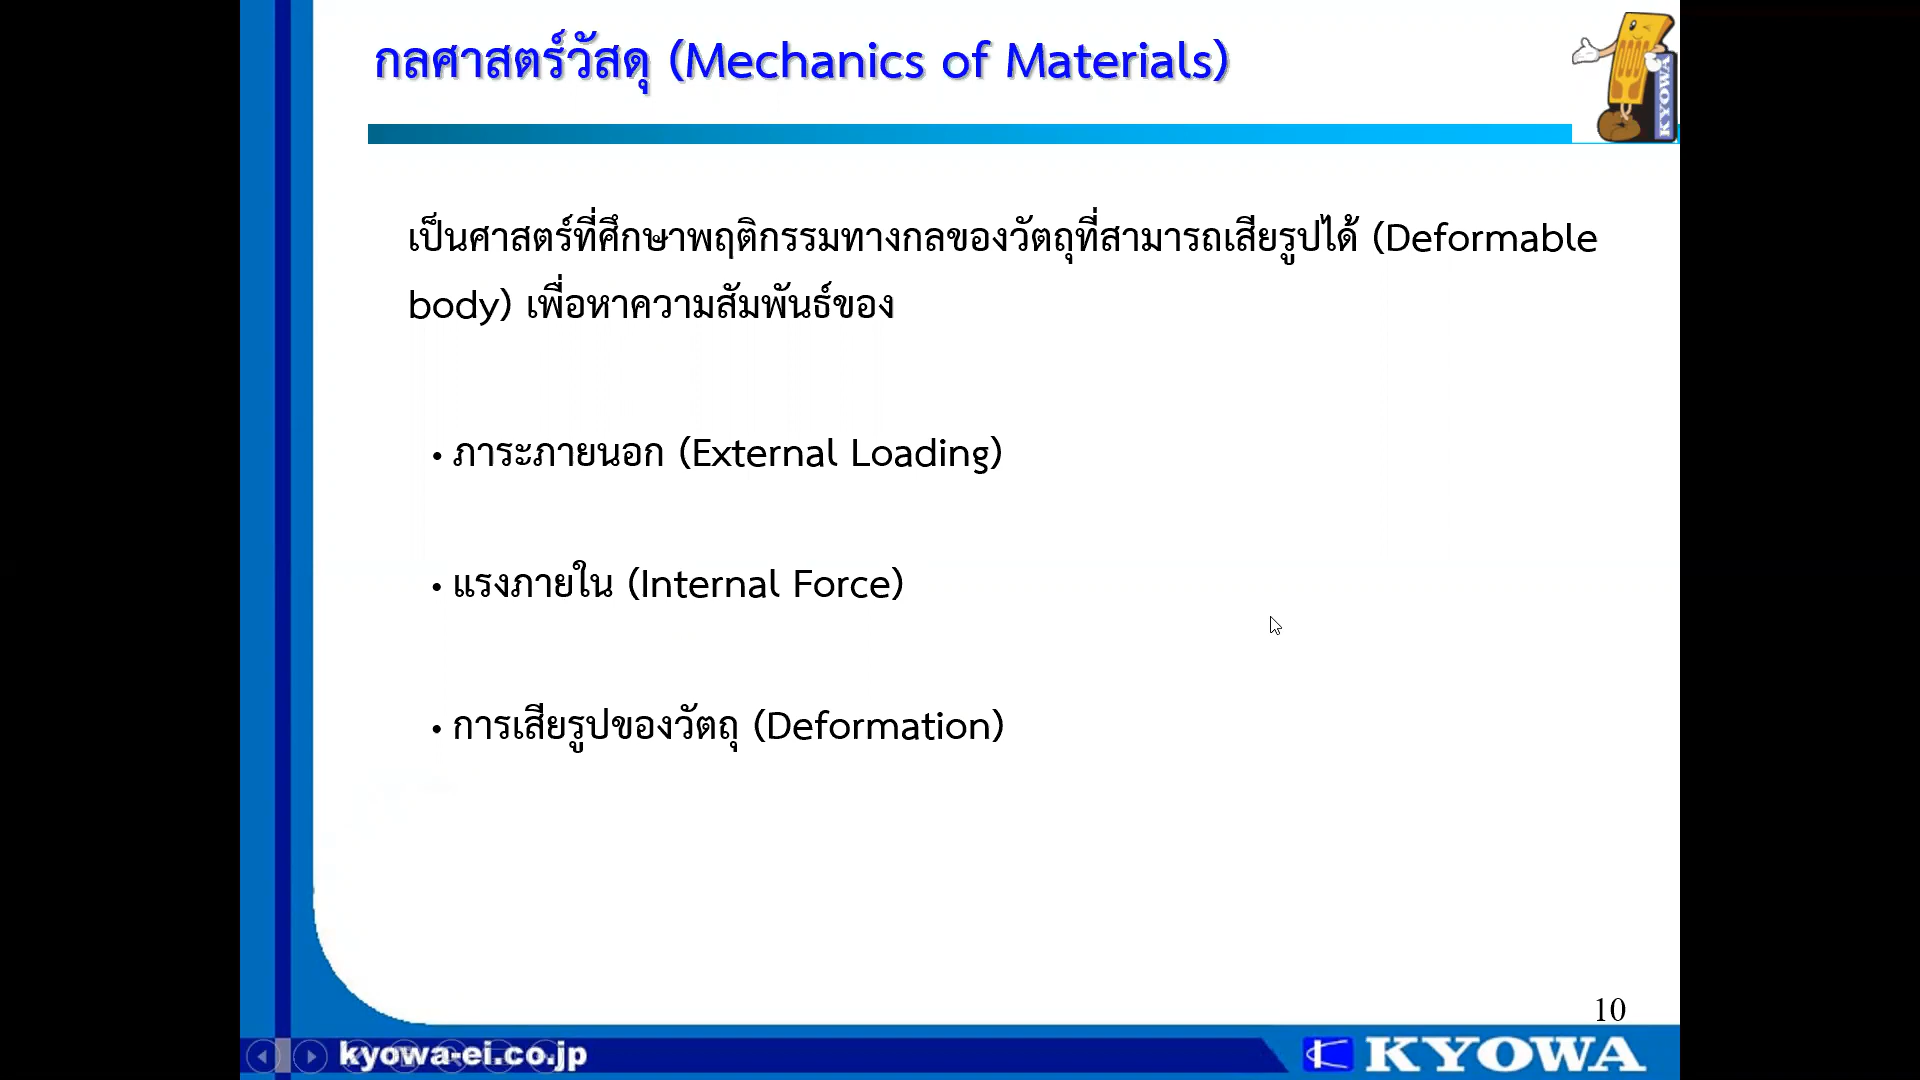 กลศาสตร์วัสดุ (Mechanics of Materials)
KYOWA
เป็นศาสตร์ที่ศึกษาพฤติกรรมทางกลของวัตถุที่สามารถเสียรูปได้ (Deformable
body) เพื่อหาความสัมพันธ์ของ
• ภาระภายนอก (External Loading)
• แรงภายใน (Internal Force)
• การเสียรูปของวัตถุ (Deformation)
10
kyowa-ei.co.jp
KYOWA